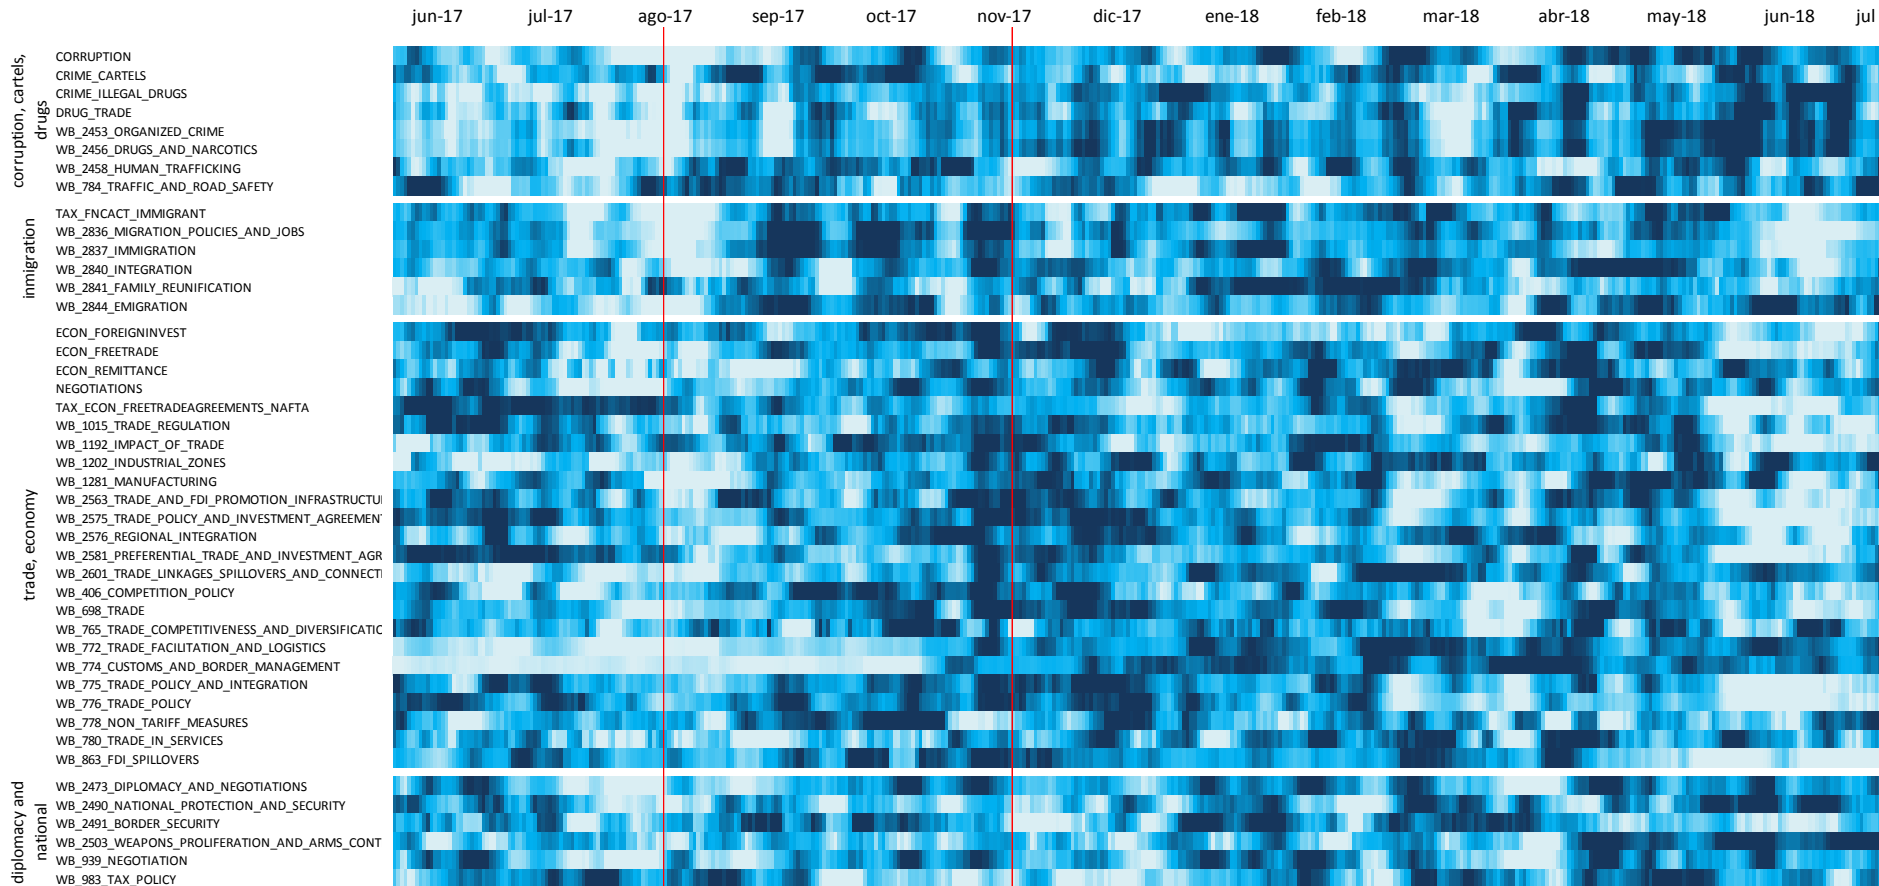 jun-17 jul-17 ago-17 sep-17 oct-17 nov-17 dic-17 ene-18 feb-18 mar-18 abr-18 may-18 jun-18 jul
corruption, cartels,
drugs
CORRUPTION
CRIME_CARTELS
CRIME_ILLEGAL_DRUGS
DRUG_TRADE
WB_2453_ORGANIZED_CRIME
WB_2456_DRUGS_AND_NARCOTICS
WB_2458_HUMAN_TRAFFICKING
WB_784_TRAFFIC_AND_ROAD_SAFETY
inmigration
TAX_FNCACT_IMMIGRANT
WB_2836_MIGRATION_POLICIES_AND_JOBS
WB_2837_IMMIGRATION
WB_2840_INTEGRATION
WB_2841_FAMILY_REUNIFICATION
WB_2844_EMIGRATION
trade, economy
ECON_FOREIGNINVEST
ECON_FREETRADE
ECON_REMITTANCE
NEGOTIATIONS
TAX_ECON_FREETRADEAGREEMENTS_NAFTA
WB_1015_TRADE_REGULATION
WB_1192_IMPACT_OF_TRADE
WB_1202_INDUSTRIAL_ZONES
WB_1281_MANUFACTURING
WB_2563_TRADE_AND_FDI_PROMOTION_INFRASTRUCTU
WB_2575_TRADE_POLICY_AND_INVESTMENT_AGREEMEN
WB_2576_REGIONAL_INTEGRATION
WB_2581_PREFERENTIAL_TRADE_AND_INVESTMENT_AGR
WB_2601_TRADE_LINKAGES_SPILLOVERS_AND_CONNECTI
WB_406_COMPETITION_POLICY
WB_698_TRADE
WB_765_TRADE_COMPETITIVENESS_AND_DIVERSIFICATIC
WB_772_TRADE_FACILITATION_AND_LOGISTICS
WB_774_CUSTOMS_AND_BORDER_MANAGEMENT
WB_775_TRADE_POLICY_AND_INTEGRATION
WB_776_TRADE_POLICY
WB_778_NON_TARIFF_MEASURES
WB_780_TRADE_IN_SERVICES
WB_863_FDI_SPILLOVERS
diplomacy and
national
WB_2473_DIPLOMACY_AND_NEGOTIATIONS
WB_2490_NATIONAL_PROTECTION_AND_SECURITY
WB_2491_BORDER_SECURITY
WB_2503_WEAPONS_PROLIFERATION_AND_ARMS_CONT
WB_939_NEGOTIATION
WB_983_TAX_POLICY